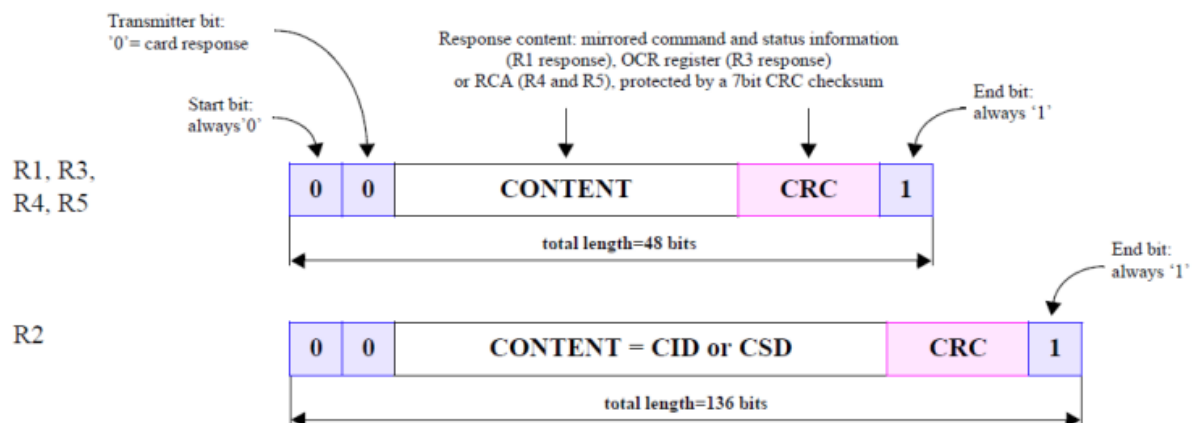 Transmitter bit:
'0'= card response
Response content: mirrored command and status information
(R1 response), OCR register (R3 response)
or RCA (R4 and R5), protected by a 7bit CRC checksum
Start bit:
always'0'
End bit:
always '1'
R1, R3,
R4, R5
0 0 CONTENT CRC 1
total length=48 bits
End bit:
always '1'
R2
0 0 CONTENT = CID or CSD CRC 1
total length=136 bits